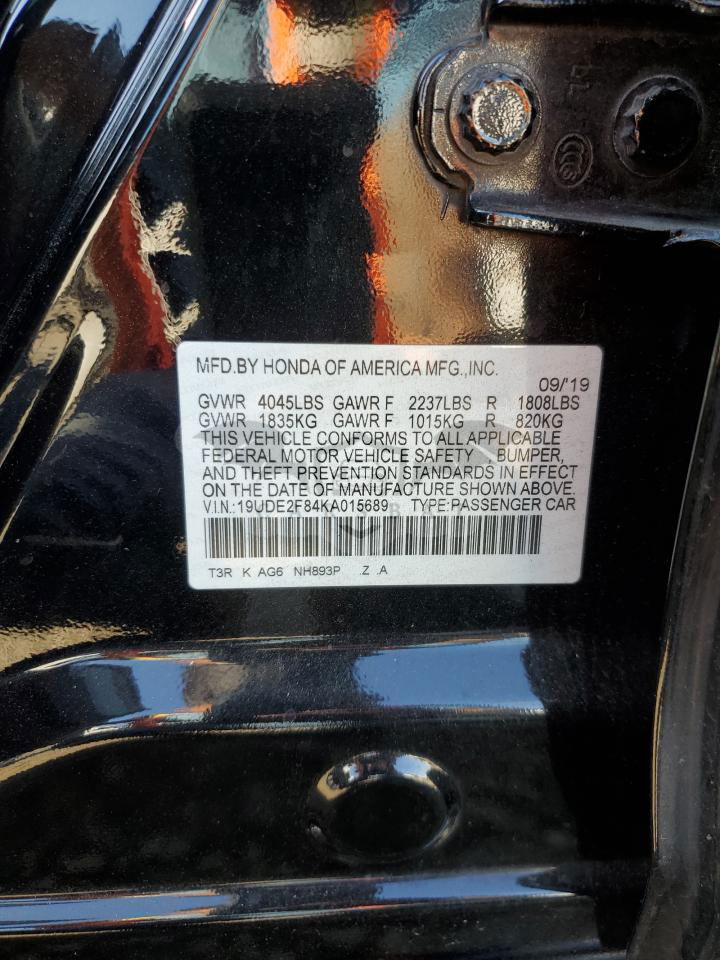 MFD.BY HONDA OF AMERICA MFG.,INC.
09/'19
GVWR 4045LBS GAWR F 2237LBS R 1808LBS
GVWR 1835KG GAWR F 1015KG R 820KG
THIS VEHICLE CONFORMS TO ALL APPLICABLE
FEDERAL MOTOR VEHICLE SAFETY BUMPER,
AND THEFT PREVENTION STANDARDS IN EFFECT
ON THE DATE OF MANUFACTURE SHOWN ABOVE.
V.I.N.:19UDE2F84KA015689 TYPE:PASSENGER CAR
T3R K AG6 NH893P .Z .A